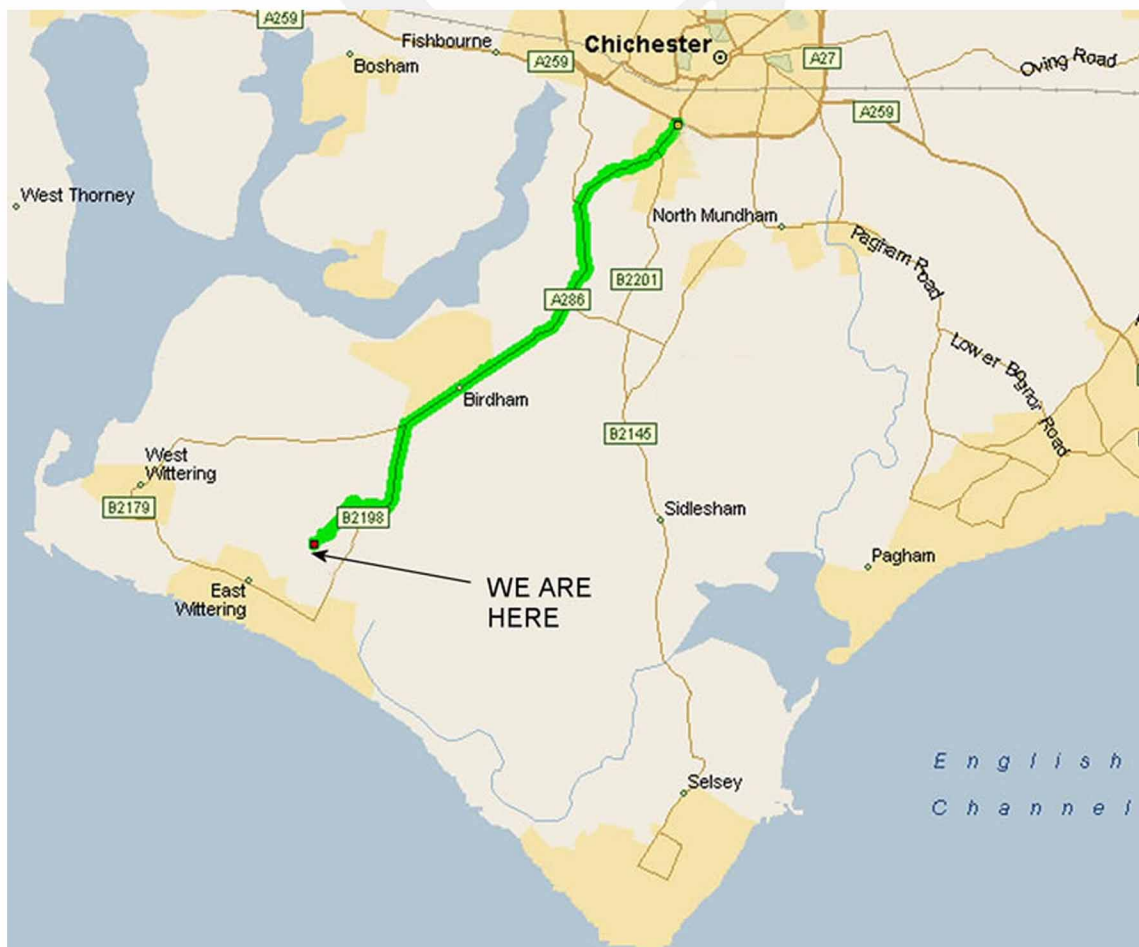 A259
Fishbourne
Chichester
A27
Oving Road
Bosham
A259
A259
West Thorney
North Mundham
Pagham Road
B2201
A286
Lower Bognor Road
Birdham
B2145
West
Wittering
B2179
B2198
Sidlesham
Pagham
East
Wittering
WE ARE
HERE
English
Channel
Selsey